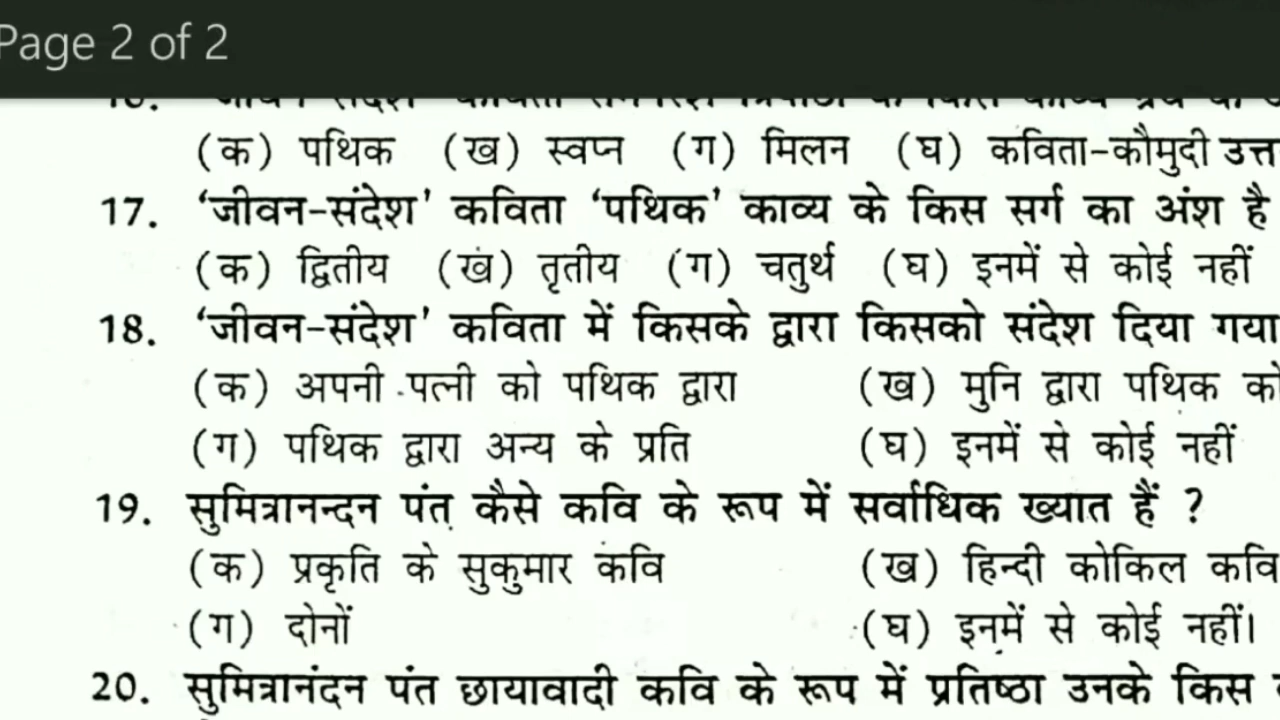 Page 2 of 2
(क) पथिक (ख) स्वप्न (ग) मिलन (घ) कविता-कौमुदी उत्त
17. ‘जीवन-संदेश’ कविता ‘पथिक’ काव्य के किस सर्ग का अंश है
(क) द्वितीय (ख) तृतीय (ग) चतुर्थ (घ) इनमें से कोई नहीं
18. ‘जीवन-संदेश’ कविता में किसके द्वारा किसको संदेश दिया गया
(क) अपनी पत्नी को पथिक द्वारा (ख) मुनि द्वारा पथिक को
(ग) पथिक द्वारा अन्य के प्रति (घ) इनमें से कोई नहीं
19. सुमित्रानन्दन पंत कैसे कवि के रूप में सर्वाधिक ख्यात हैं ?
(क) प्रकृति के सुकुमार कवि (ख) हिन्दी कोकिल कवि
(ग) दोनों (घ) इनमें से कोई नहीं।
20. सुमित्रानंदन पंत छायावादी कवि के रूप में प्रतिष्ठा उनके किस